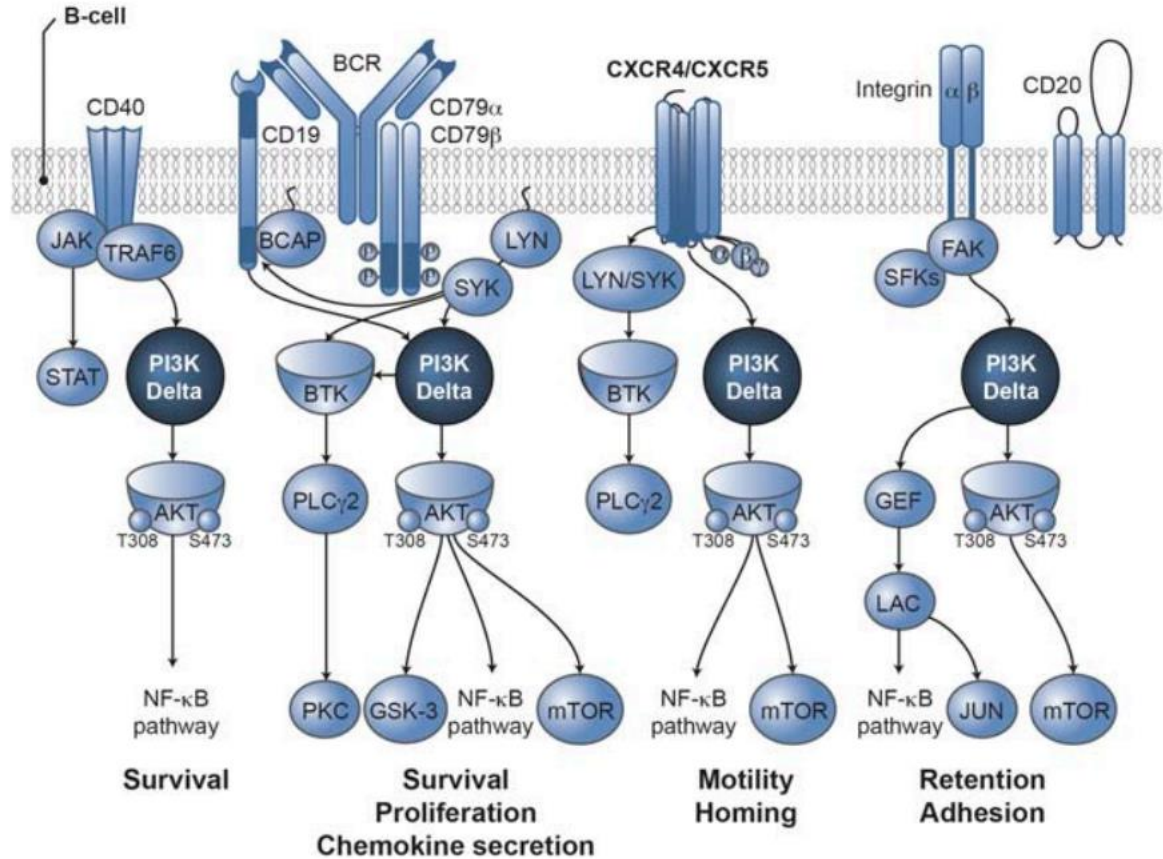 B-cell
CD40
BCR
CD19
CD79α
CD79β
CXCR4/CXCR5
Integrin
α β
CD20
JAK
TRAF6
BCAP
P
P
P
P
LYN
SYK
LYN/SYK
α
β
γ
FAK
SFKs
STAT
PI3K
Delta
BTK
PI3K
Delta
BTK
PI3K
Delta
PI3K
Delta
AKT
T308
S473
PLCγ2
AKT
T308
S473
PLCγ2
AKT
T308
S473
GEF
AKT
T308
S473
LAC
NF-κB
pathway
PKC
GSK-3
NF-κB
pathway
mTOR
NF-κB
pathway
mTOR
NF-κB
pathway
JUN
mTOR
Survival
Survival
Proliferation
Chemokine secretion
Motility
Homing
Retention
Adhesion